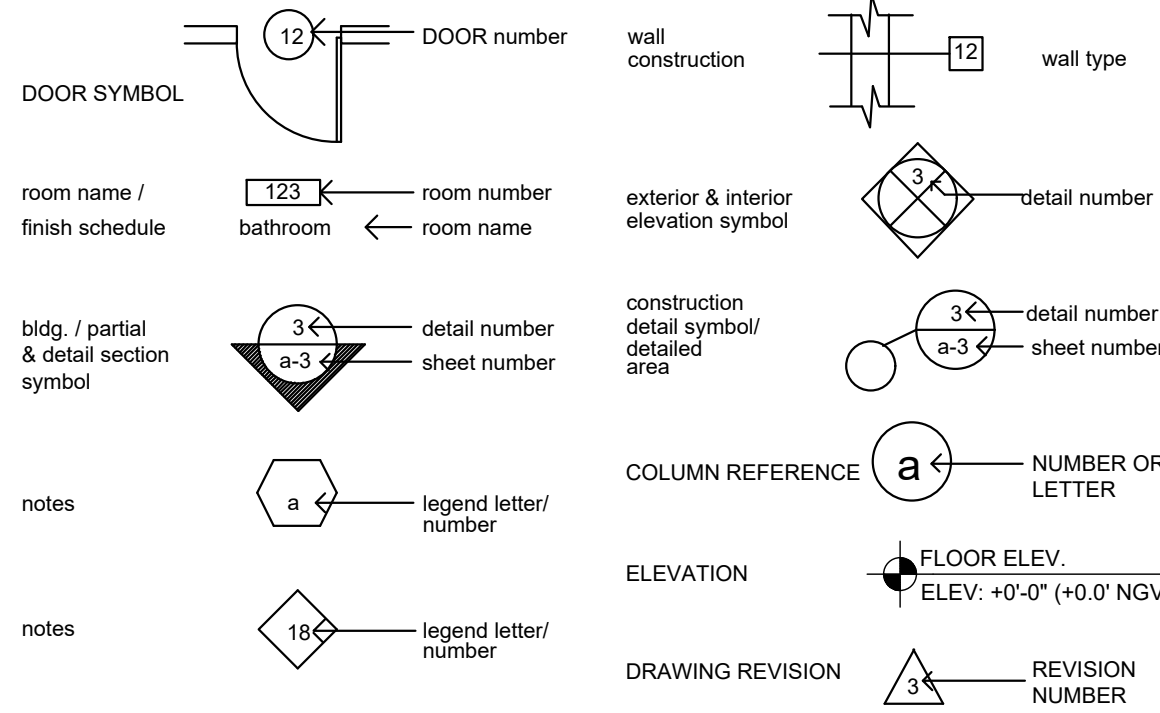 12
DOOR number
DOOR SYMBOL
room name /
123
room number
finish schedule
bathroom
room name
bldg. / partial
& detail section
symbol
3
detail number
a-3
sheet number
notes
a
legend letter/
number
notes
18
legend letter/
number
wall
construction
12
wall type
exterior & interior
elevation symbol
3
detail number
construction
detail symbol/
detailed
area
3
detail number
a-3
sheet number
COLUMN REFERENCE
a
NUMBER OR
LETTER
ELEVATION
FLOOR ELEV.
ELEV: +0'-0" (+0.0' NGV
DRAWING REVISION
3
REVISION
NUMBER